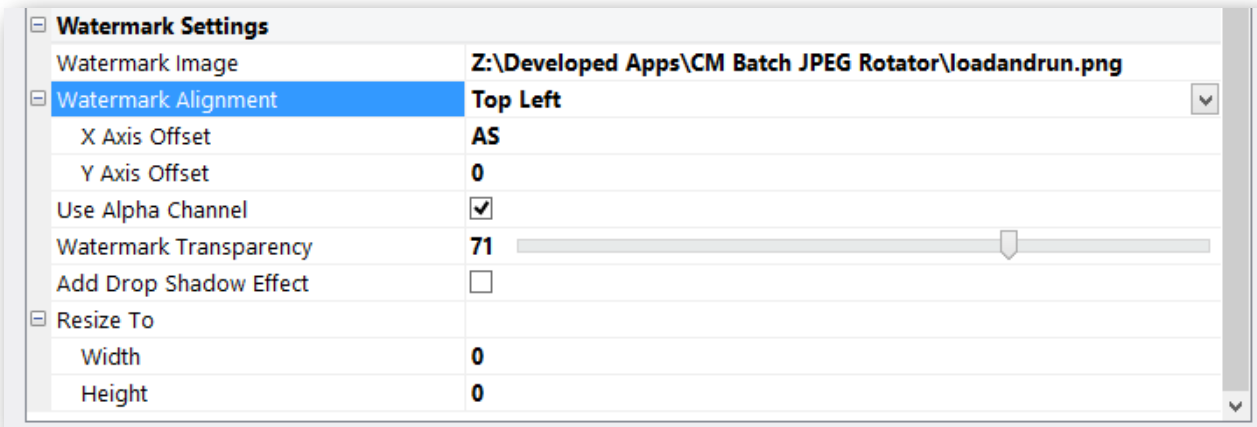 Watermark Settings
Watermark Image Z:\Developed Apps\CM Batch JPEG Rotator\loadandrun.png
Watermark Alignment Top Left
X Axis Offset AS
Y Axis Offset 0
Use Alpha Channel
Watermark Transparency 71
Add Drop Shadow Effect
Resize To
Width 0
Height 0